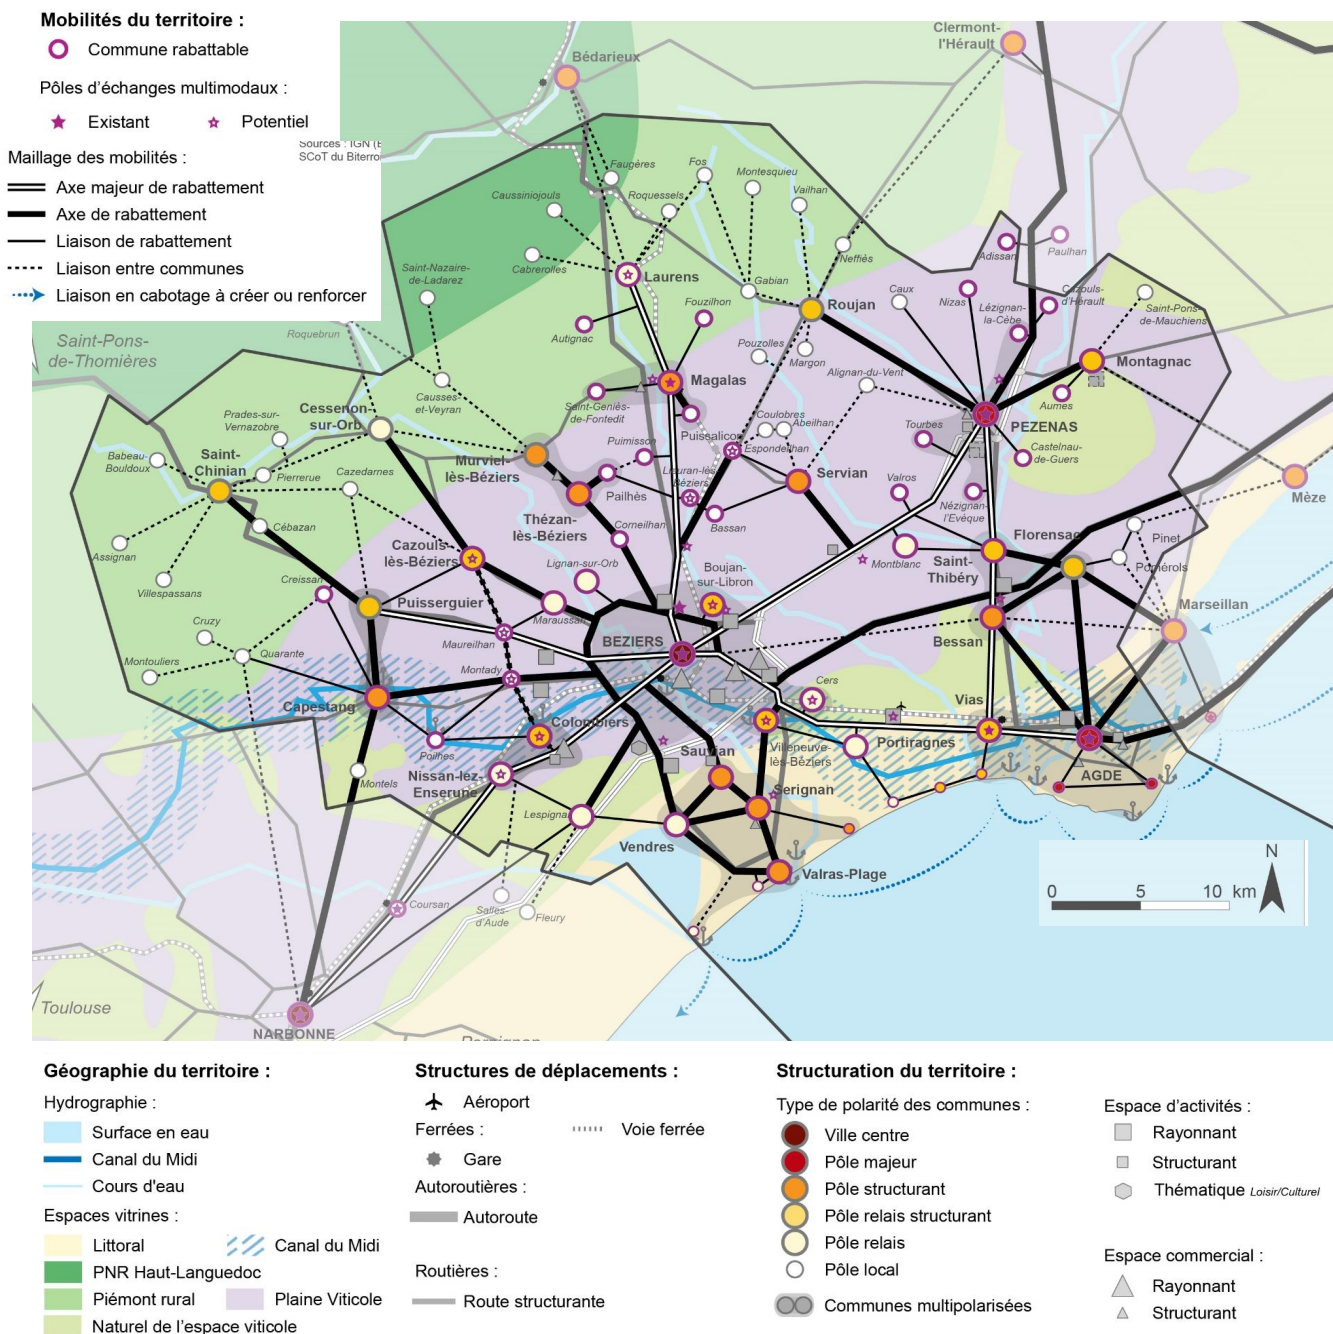 Mobilités du territoire :
Commune rabattable
Pôles d'échanges multimodaux :
Existant
Potentiel
Sources : IGN (E
SCoT du Biterro
Maillage des mobilités :
Axe majeur de rabattement
Axe de rabattement
Liaison de rabattement
Liaison entre communes
Liaison en cabotage à créer ou renforcer
Clermont-
l'Hérault
Bédarieux
Faugères
Fos
Montesquieu
Vailhan
Caussiniojouls
Roquessels
Neffiès
Adissan
Paulhan
Cabrerolles
Saint-Nazaire-
de-Ladarez
Laurens
Gabian
Roujan
Caux
Nizas
Lézignan-
la-Cèbe
Cazouls-
d'Hérault
Saint-Pons-
de-Mauchiens
Fouzilhon
Autignac
Roquebrun
Saint-Pons-
de-Thomières
Pouzolles
Margon
Alignan-du-Vent
Montagnac
Magalas
Causses-
et-Veyran
Saint-Geniès-
de-Fontedit
Aumes
Cessenon-
sur-Orb
Prades-sur-
Vernazobre
Coulobres
Abeilhan
Tourbes
PEZENAS
Puimisson
Puissalicon
Espondeilhan
Castelnau-
de-Guers
Babeau-
Bouldoux
Saint-
Chinian
Pierrerue
Cazedarnes
Murviel-
lès-Béziers
Lieuran-lès-
Béziers
Servian
Valros
Mèze
Pailhès
Nézignan-
l'Evèque
Thézan-
lès-Béziers
Corneilhan
Bassan
Cébazan
Assignan
Florensac
Pinet
Cazouls-
lès-Béziers
Lignan-sur-Orb
Boujan-
sur-Libron
Montblanc
Saint-
Thibéry
Pomérols
Creissan
Villespassans
Puisserguier
Maraussan
Marseillan
Cruzy
Quarante
Maureilhan
BEZIERS
Bessan
Montouliers
Montady
Cers
Capestang
Vias
Colombiers
Poilhes
Sauvian
Villeneuve-
lès-Béziers
Portiragnes
AGDE
Montels
Nissan-lez-
Enserune
Serignan
Lespignan
Vendres
Valras-Plage
N
0 5 10 km
Coursan
Salles-
d'Aude
Fleury
Toulouse
NARBONNE
Perpignan
Géographie du territoire :
Hydrographie :
Surface en eau
Canal du Midi
Cours d'eau
Espaces vitrines :
Littoral
Canal du Midi
PNR Haut-Languedoc
Piémont rural
Plaine Viticole
Naturel de l'espace viticole
Structures de déplacements :
Aéroport
Ferrées :
Voie ferrée
Gare
Autoroutières :
Autoroute
Routières :
Route structurante
Structuration du territoire :
Type de polarité des communes :
Ville centre
Pôle majeur
Pôle structurant
Pôle relais structurant
Pôle relais
Pôle local
Communes multipolarisées
Espace d'activités :
Rayonnant
Structurant
Thématique Loisir/Culturel
Espace commercial :
Rayonnant
Structurant